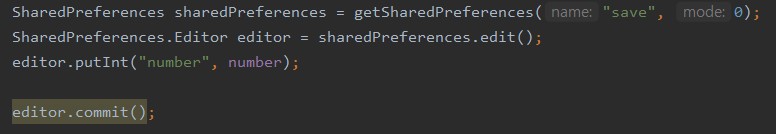 SharedPreferences sharedPreferences = getSharedPreferences( name: "save", mode: 0);
SharedPreferences.Editor editor = sharedPreferences.edit();
editor.putInt("number", number);
editor.commit();